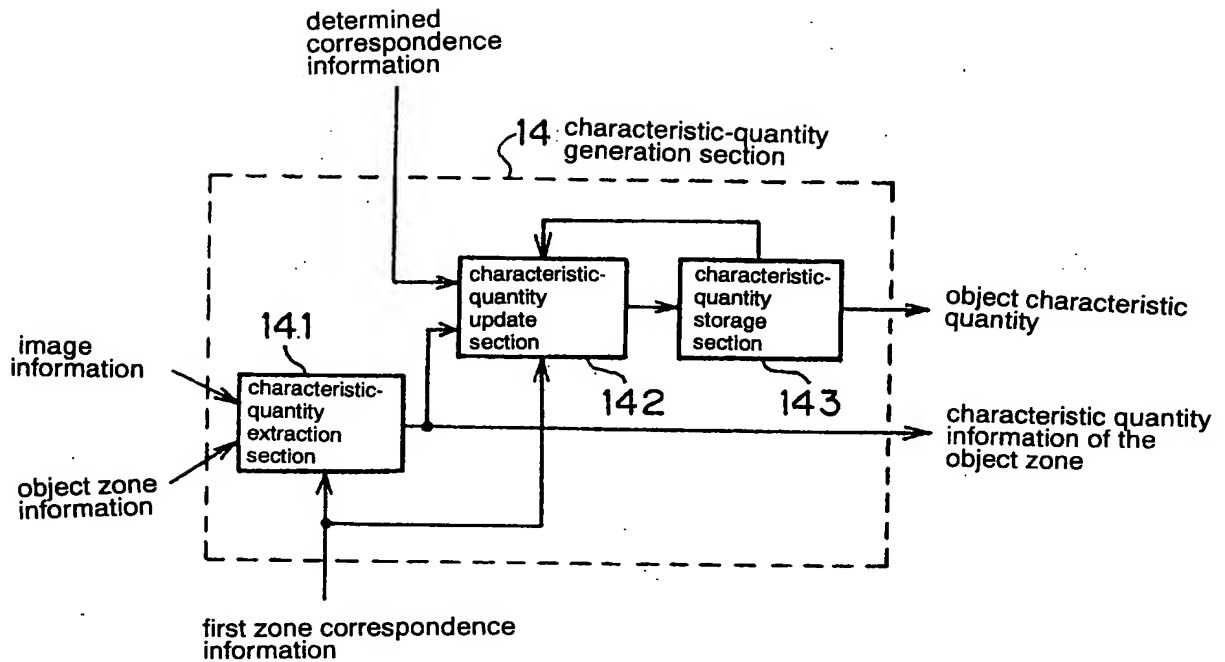 determined
correspondence
information
14 characteristic-quantity
generation section
characteristic-
quantity
update
section
characteristic-
quantity
storage
section
object characteristic
quantity
141
142
143
image
information
characteristic-
quantity
extraction
section
characteristic quantity
information of the
object zone
object zone
information
first zone correspondence
information